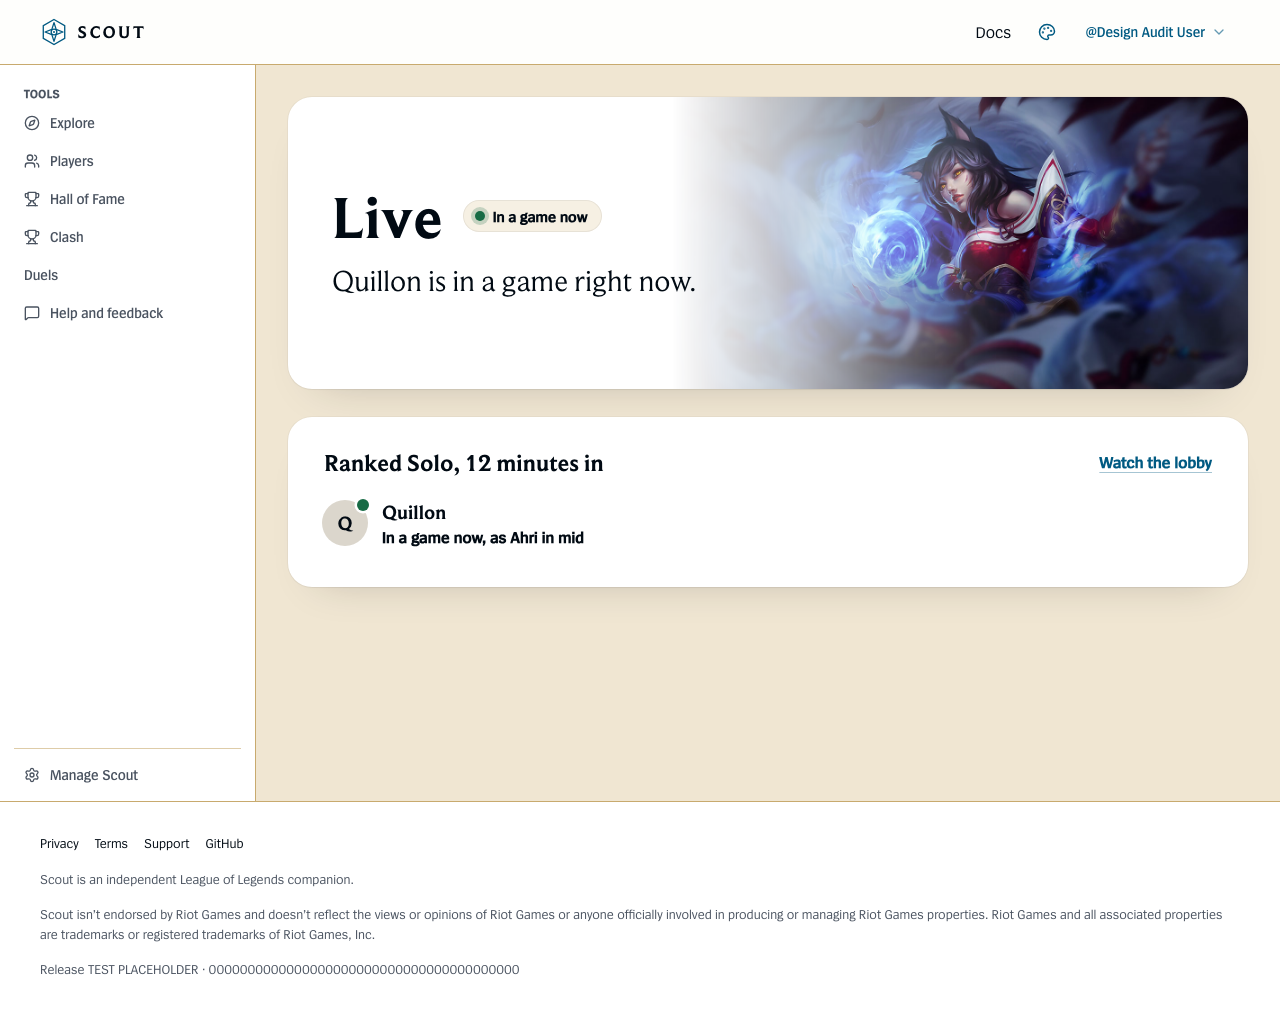 SCOUT
Docs
@Design Audit User
TOOLS
Explore
Players
Hall of Fame
Clash
Duels
Help and feedback
Manage Scout
Live
In a game now
Quillon is in a game right now.
Ranked Solo, 12 minutes in
Watch the lobby
Q
Quillon
In a game now, as Ahri in mid
Privacy Terms Support GitHub
Scout is an independent League of Legends companion.
Scout isn't endorsed by Riot Games and doesn't reflect the views or opinions of Riot Games or anyone officially involved in producing or managing Riot Games properties. Riot Games and all associated properties
are trademarks or registered trademarks of Riot Games, Inc.
Release TEST PLACEHOLDER · 0000000000000000000000000000000000000000